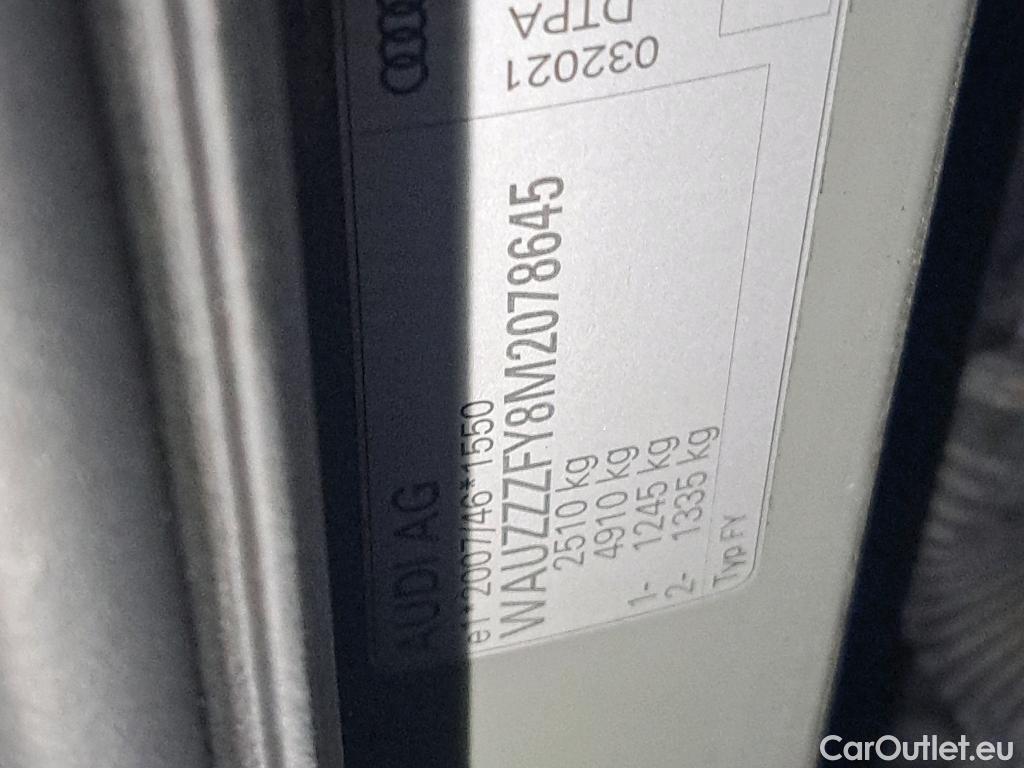 AUDI AG
e1*2007/46*1550
WAUZZZFY8M2078645
2510 kg
4910 kg
1- 1245 kg
2- 1335 kg
Typ FY
032021
DTPA
CarOutlet.eu